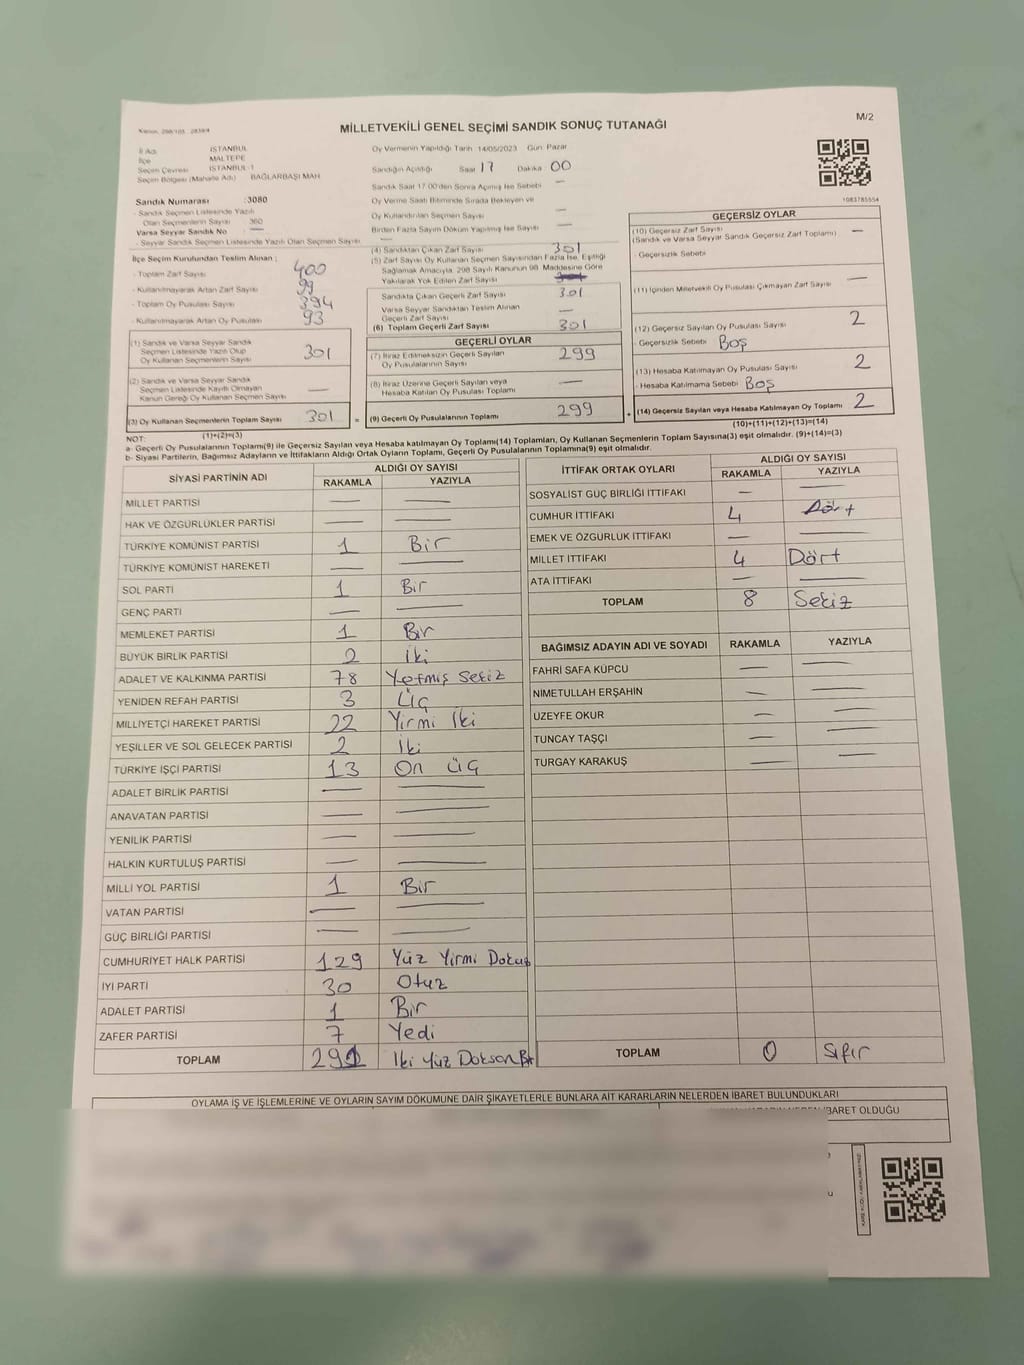 Kanun: 298/105, 2839/4
MİLLETVEKİLİ GENEL SEÇİMİ SANDIK SONUÇ TUTANAĞI
M/2
İl Adı : İSTANBUL
İlçe : MALTEPE
Seçim Çevresi : İSTANBUL-1
Seçim Bölgesi (Mahalle Adı) : BAĞLARBAŞI MAH
Sandık Numarası : 3080
- Sandık Seçmen Listesinde Yazılı
Olan Seçmenlerin Sayısı : 360
Varsa Seyyar Sandık No : —
- Seyyar Sandık Seçmen Listesinde Yazılı Olan Seçmen Sayısı : —
İlçe Seçim Kurulundan Teslim Alınan ;
- Toplam Zarf Sayısı : 400
- Kullanılmayarak Artan Zarf Sayısı : 99
- Toplam Oy Pusulası Sayısı : 394
- Kullanılmayarak Artan Oy Pusulası : 93
(1) Sandık ve Varsa Seyyar Sandık
Seçmen Listesinde Yazılı Olup
Oy Kullanan Seçmenlerin Sayısı 301
(2) Sandık ve Varsa Seyyar Sandık
Seçmen Listesinde Kayıtlı Olmayan
Kanun Gereği Oy Kullanan Seçmen Sayısı —
(3) Oy Kullanan Seçmenlerin Toplam Sayısı 301
(1)+(2)=(3)
Oy Vermenin Yapıldığı Tarih 14/05/2023 Gün Pazar
Sandığın Açıldığı Saat 17 Dakika 00
Sandık Saat 17.00'den Sonra Açılmış İse Sebebi —
Oy Verme Saati Bitiminde Sırada Bekleyen ve
Oy Kullandırılan Seçmen Sayısı —
Birden Fazla Sayım Döküm Yapılmış İse Sayısı —
(4) Sandıktan Çıkan Zarf Sayısı 301
(5) Zarf Sayısı Oy Kullanan Seçmen Sayısından Fazla İse, Eşitliği
Sağlamak Amacıyla, 298 Sayılı Kanunun 98. Maddesine Göre
Yakılarak Yok Edilen Zarf Sayısı
Sandıkta Çıkan Geçerli Zarf Sayısı 301
Varsa Seyyar Sandıktan Teslim Alınan
Geçerli Zarf Sayısı —
(6) Toplam Geçerli Zarf Sayısı 301
GEÇERLİ OYLAR
(7) İtiraz Edilmeksizin Geçerli Sayılan
Oy Pusulalarının Sayısı 299
(8) İtiraz Üzerine Geçerli Sayılan veya
Hesaba Katılan Oy Pusulası Toplamı —
= (9) Geçerli Oy Pusulalarının Toplamı 299 +
1083785554
GEÇERSİZ OYLAR
(10) Geçersiz Zarf Sayısı —
(Sandık ve Varsa Seyyar Sandık Geçersiz Zarf Toplamı)
- Geçersizlik Sebebi
(11) İçinden Milletvekili Oy Pusulası Çıkmayan Zarf Sayısı —
(12) Geçersiz Sayılan Oy Pusulası Sayısı 2
- Geçersizlik Sebebi Boş
(13) Hesaba Katılmayan Oy Pusulası Sayısı 2
- Hesaba Katılmama Sebebi Boş
(14) Geçersiz Sayılan veya Hesaba Katılmayan Oy Toplamı 2
(10)+(11)+(12)+(13)=(14)
NOT:
a- Geçerli Oy Pusulalarının Toplamı(9) ile Geçersiz Sayılan veya Hesaba katılmayan Oy Toplamı(14) Toplamları, Oy Kullanan Seçmenlerin Toplam Sayısına(3) eşit olmalıdır. (9)+(14)=(3)
b- Siyasi Partilerin, Bağımsız Adayların ve İttifakların Aldığı Ortak Oyların Toplamı, Geçerli Oy Pusulalarının Toplamına(9) eşit olmalıdır.
SİYASİ PARTİNİN ADI ALDIĞI OY SAYISI
RAKAMLA YAZIYLA
MİLLET PARTİSİ — —
HAK VE ÖZGÜRLÜKLER PARTİSİ — —
TÜRKİYE KOMÜNİST PARTİSİ 1 Bir
TÜRKİYE KOMÜNİST HAREKETİ — —
SOL PARTİ 1 Bir
GENÇ PARTİ — —
MEMLEKET PARTİSİ 1 Bir
BÜYÜK BİRLİK PARTİSİ 2 İki
ADALET VE KALKINMA PARTİSİ 78 Yetmiş Sekiz
YENİDEN REFAH PARTİSİ 3 Üç
MİLLİYETÇİ HAREKET PARTİSİ 22 Yirmi İki
YEŞİLLER VE SOL GELECEK PARTİSİ 2 İki
TÜRKİYE İŞÇİ PARTİSİ 13 On Üç
ADALET BİRLİK PARTİSİ — —
ANAVATAN PARTİSİ — —
YENİLİK PARTİSİ — —
HALKIN KURTULUŞ PARTİSİ — —
MİLLİ YOL PARTİSİ 1 Bir
VATAN PARTİSİ — —
GÜÇ BİRLİĞİ PARTİSİ — —
CUMHURİYET HALK PARTİSİ 129 Yüz Yirmi Dokuz
İYİ PARTİ 30 Otuz
ADALET PARTİSİ 1 Bir
ZAFER PARTİSİ 7 Yedi
TOPLAM 291 İki Yüz Doksan Bir
İTTİFAK ORTAK OYLARI ALDIĞI OY SAYISI
RAKAMLA YAZIYLA
SOSYALİST GÜÇ BİRLİĞİ İTTİFAKI — —
CUMHUR İTTİFAKI 4 Dört
EMEK VE ÖZGÜRLÜK İTTİFAKI — —
MİLLET İTTİFAKI 4 Dört
ATA İTTİFAKI — —
TOPLAM 8 Sekiz
BAĞIMSIZ ADAYIN ADI VE SOYADI RAKAMLA YAZIYLA
FAHRİ SAFA KÜPCÜ — —
NİMETULLAH ERŞAHİN — —
UZEYFE OKUR — —
TUNCAY TAŞÇI — —
TURGAY KARAKUŞ — —
TOPLAM 0 Sıfır
OYLAMA İŞ VE İŞLEMLERİNE VE OYLARIN SAYIM DÖKÜMÜNE DAİR ŞİKAYETLERLE BUNLARA AİT KARARLARIN NELERDEN İBARET BULUNDUKLARI
İBARET OLDUĞU